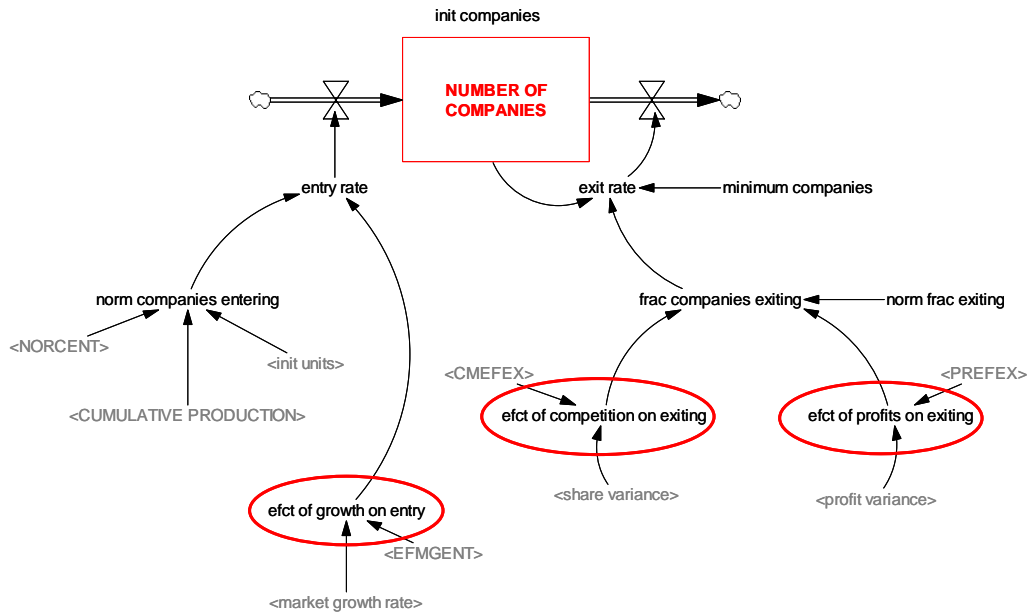 init companies
NUMBER OF
COMPANIES
entry rate
exit rate
minimum companies
norm companies entering
frac companies exiting
norm frac exiting
<NORCENT>
<init units>
<CMEFEX>
<PREFEX>
<CUMULATIVE PRODUCTION>
efct of competition on exiting
efct of profits on exiting
<share variance>
<profit variance>
efct of growth on entry
<EFMGENT>
<market growth rate>